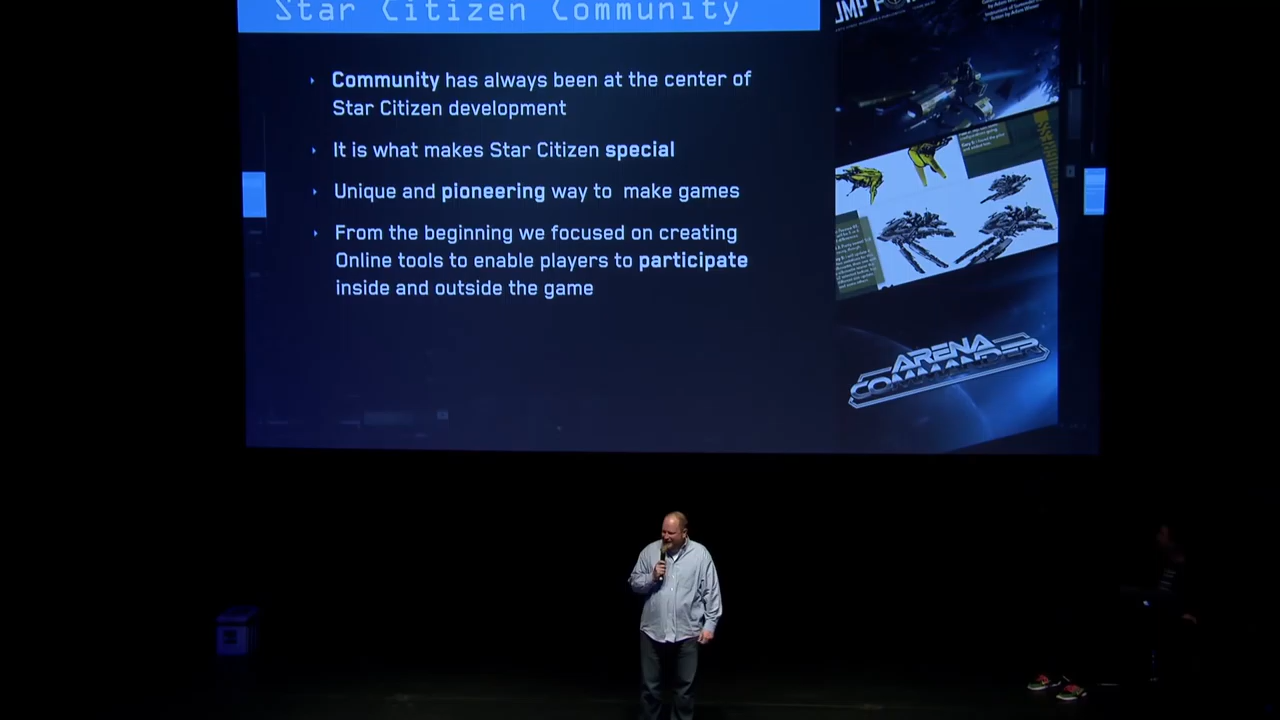 Star Citizen Community
Community has always been at the center of
Star Citizen development
It is what makes Star Citizen special
Unique and pioneering way to make games
From the beginning we focused on creating
Online tools to enable players to participate
inside and outside the game
ARENA
COMMANDER